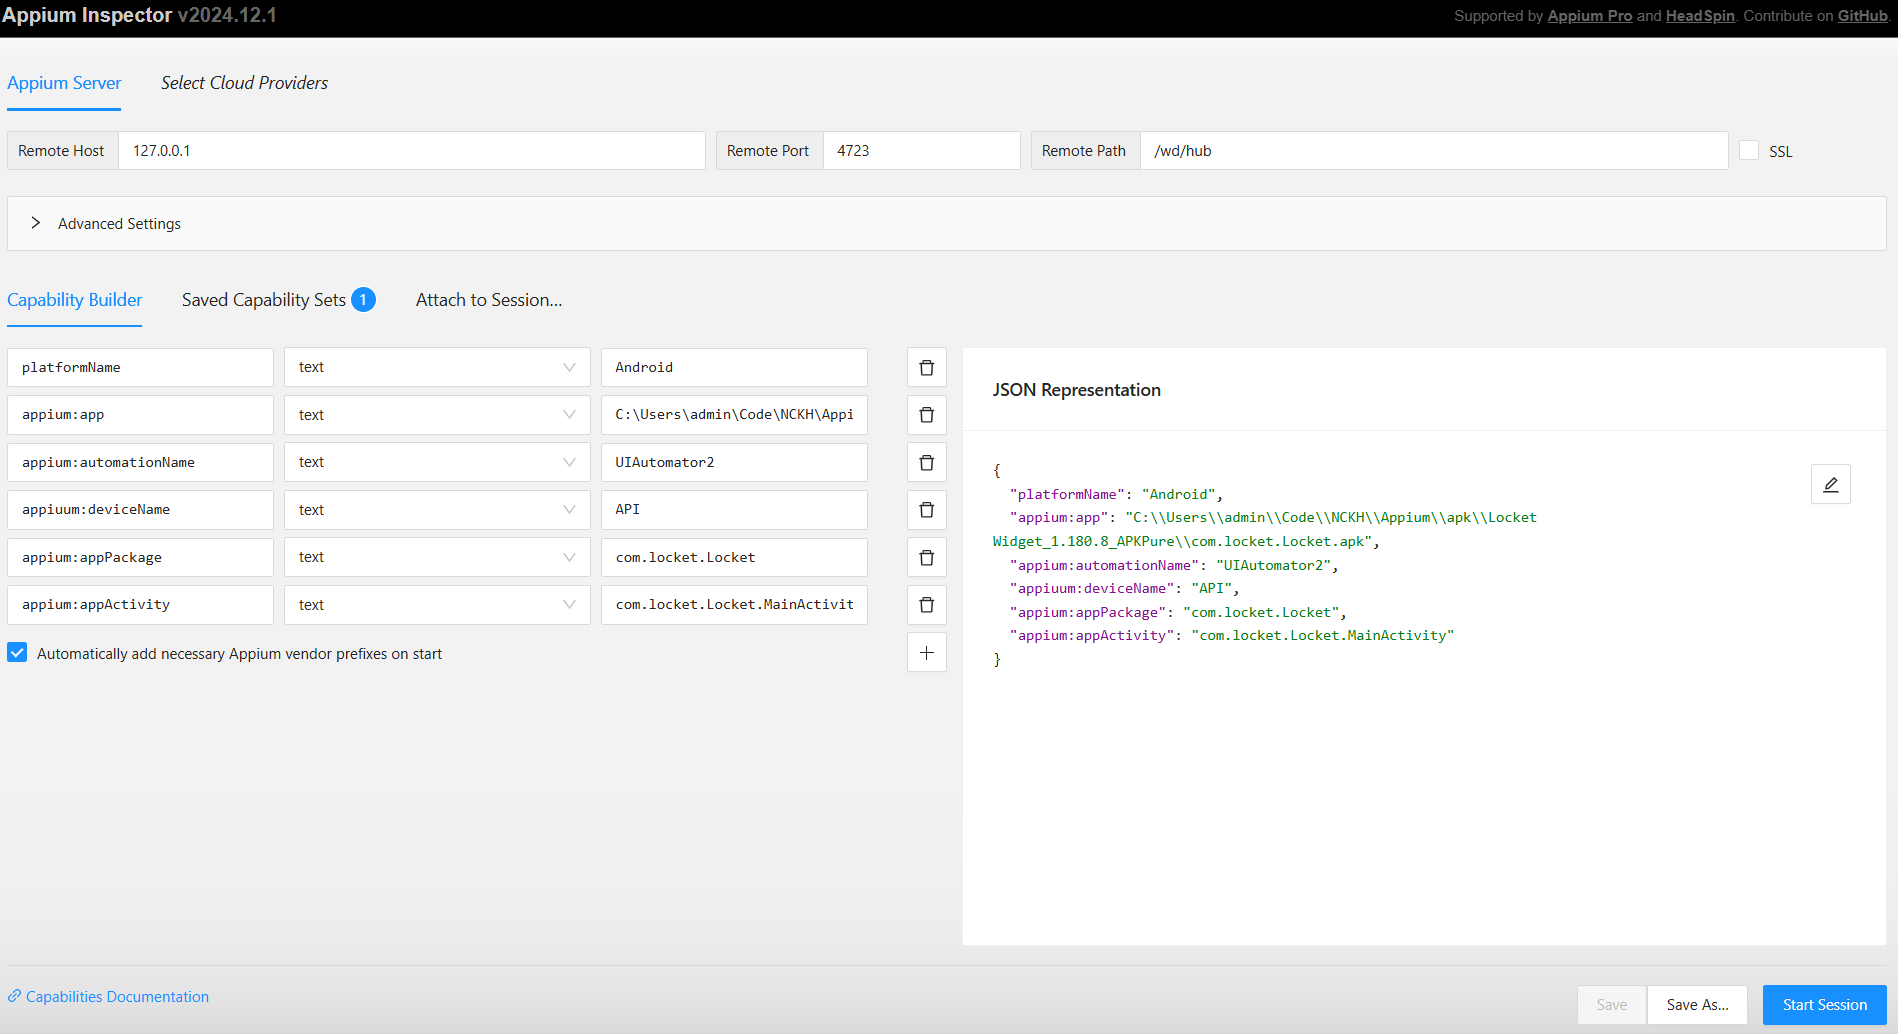 Appium Inspector v2024.12.1
Supported by Appium Pro and HeadSpin. Contribute on GitHub.
Appium Server Select Cloud Providers
Remote Host 127.0.0.1 Remote Port 4723 Remote Path /wd/hub SSL
Advanced Settings
Capability Builder Saved Capability Sets 1 Attach to Session...
platformName text Android
appium:app text C:\Users\admin\Code\NCKH\Appi
appium:automationName text UIAutomator2
appiuum:deviceName text API
appium:appPackage text com.locket.Locket
appium:appActivity text com.locket.Locket.MainActivit
Automatically add necessary Appium vendor prefixes on start
JSON Representation
{
"platformName": "Android",
"appium:app": "C:\\Users\\admin\\Code\\NCKH\\Appium\\apk\\Locket
Widget_1.180.8_APKPure\\com.locket.Locket.apk",
"appium:automationName": "UIAutomator2",
"appiuum:deviceName": "API",
"appium:appPackage": "com.locket.Locket",
"appium:appActivity": "com.locket.Locket.MainActivity"
}
Capabilities Documentation
Save Save As... Start Session